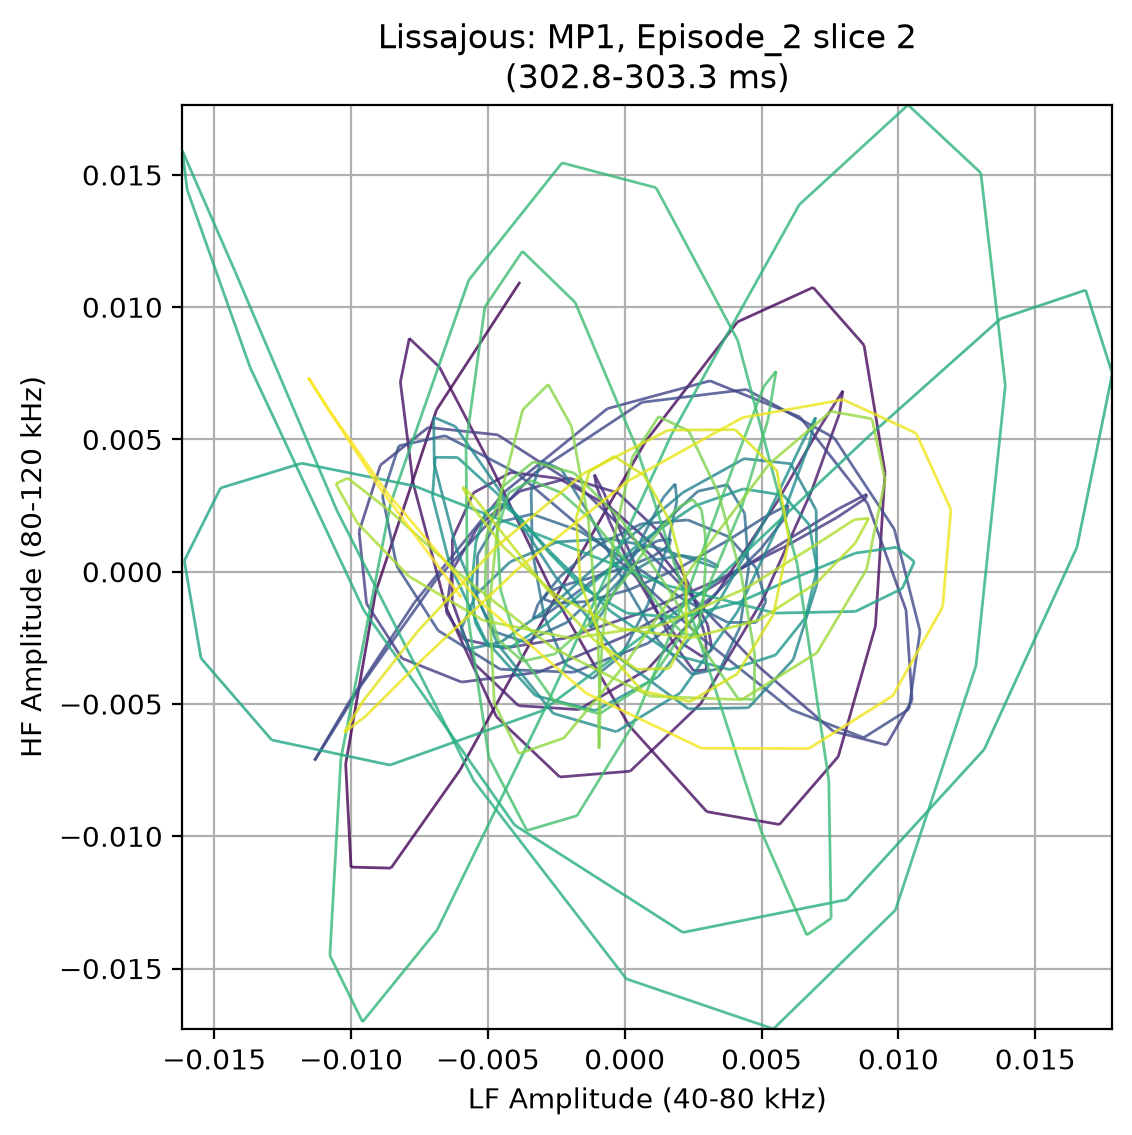 Lissajous: MP1, Episode_2 slice 2
(302.8-303.3 ms)
0.015
0.010
0.005
0.000
−0.005
−0.010
−0.015
HF Amplitude (80-120 kHz)
−0.015 −0.010 −0.005 0.000 0.005 0.010 0.015
LF Amplitude (40-80 kHz)